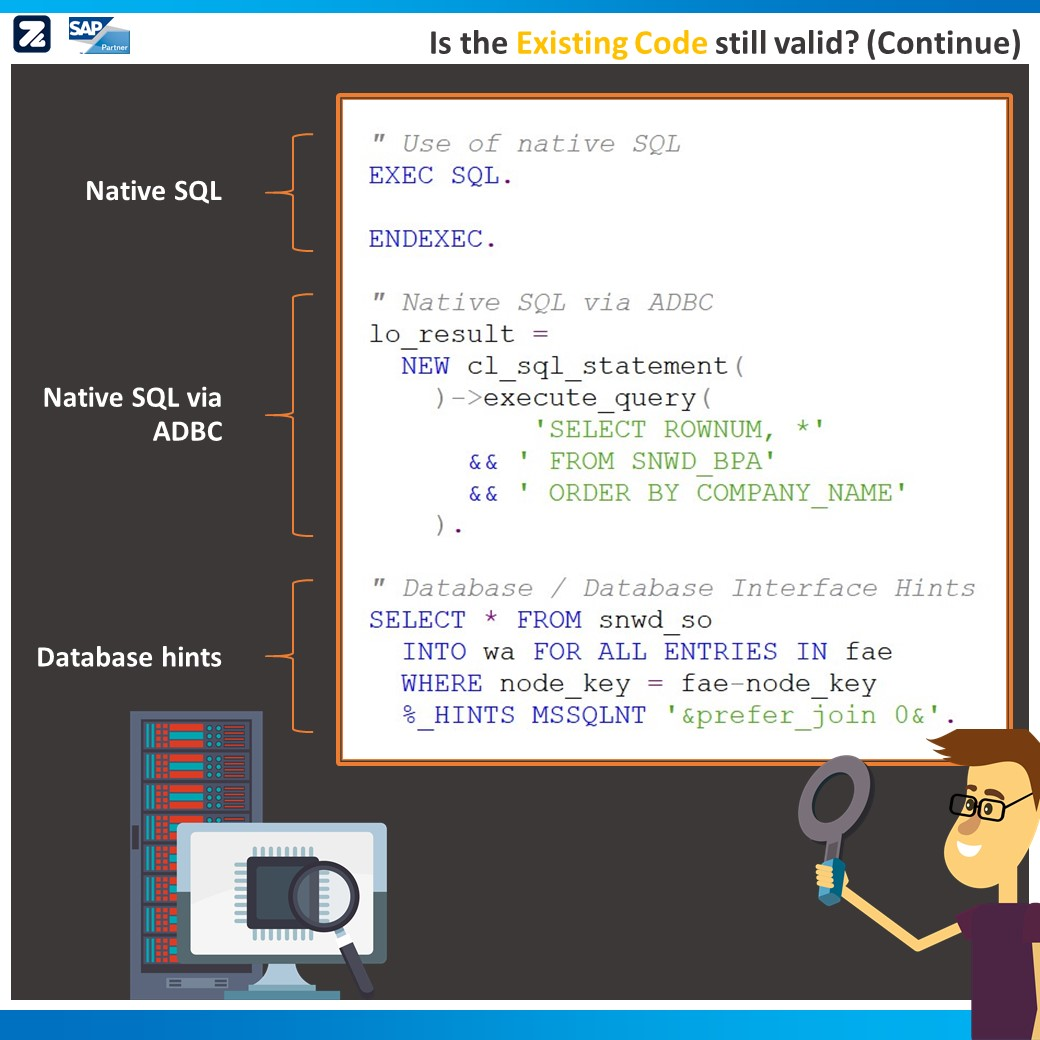 SAP
Partner
Is the Existing Code still valid? (Continue)
Native SQL
" Use of native SQL
EXEC SQL.
ENDEXEC.
Native SQL via
ADBC
" Native SQL via ADBC
lo_result =
NEW cl_sql_statement(
)->execute_query(
'SELECT ROWNUM, *'
&& ' FROM SNWD_BPA'
&& ' ORDER BY COMPANY_NAME'
).
Database hints
" Database / Database Interface Hints
SELECT * FROM snwd_so
INTO wa FOR ALL ENTRIES IN fae
WHERE node_key = fae-node_key
%_HINTS MSSQLNT '&prefer_join 0&'.